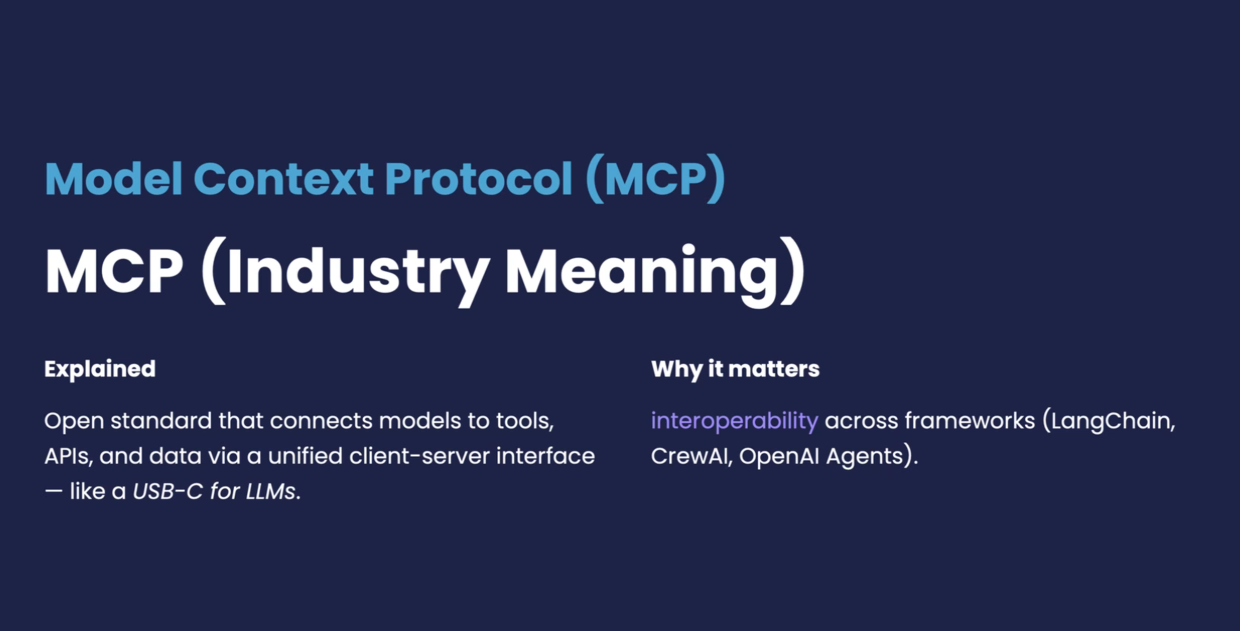 Model Context Protocol (MCP)
MCP (Industry Meaning)
Explained
Open standard that connects models to tools,
APIs, and data via a unified client-server interface
— like a USB-C for LLMs.
Why it matters
interoperability across frameworks (LangChain,
CrewAI, OpenAI Agents).